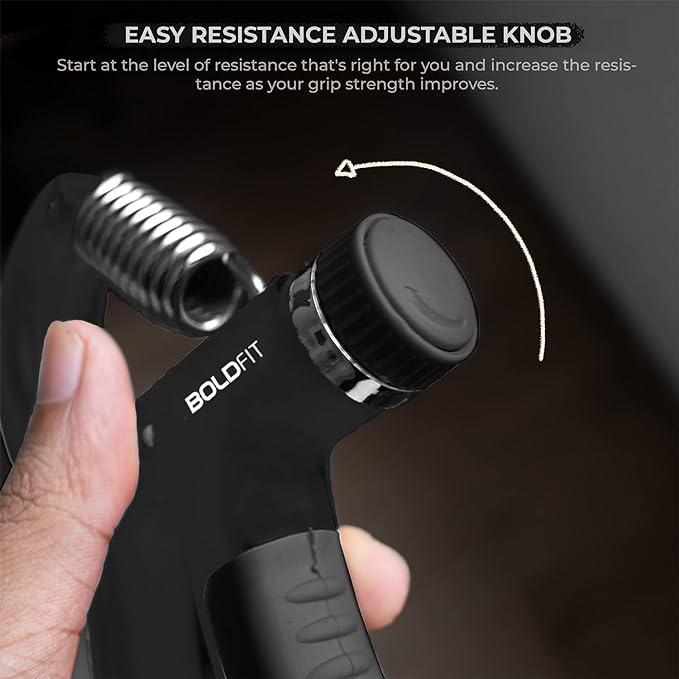 EASY RESISTANCE ADJUSTABLE KNOB
Start at the level of resistance that's right for you and increase the resis-
tance as your grip strength improves.
BOLDFIT